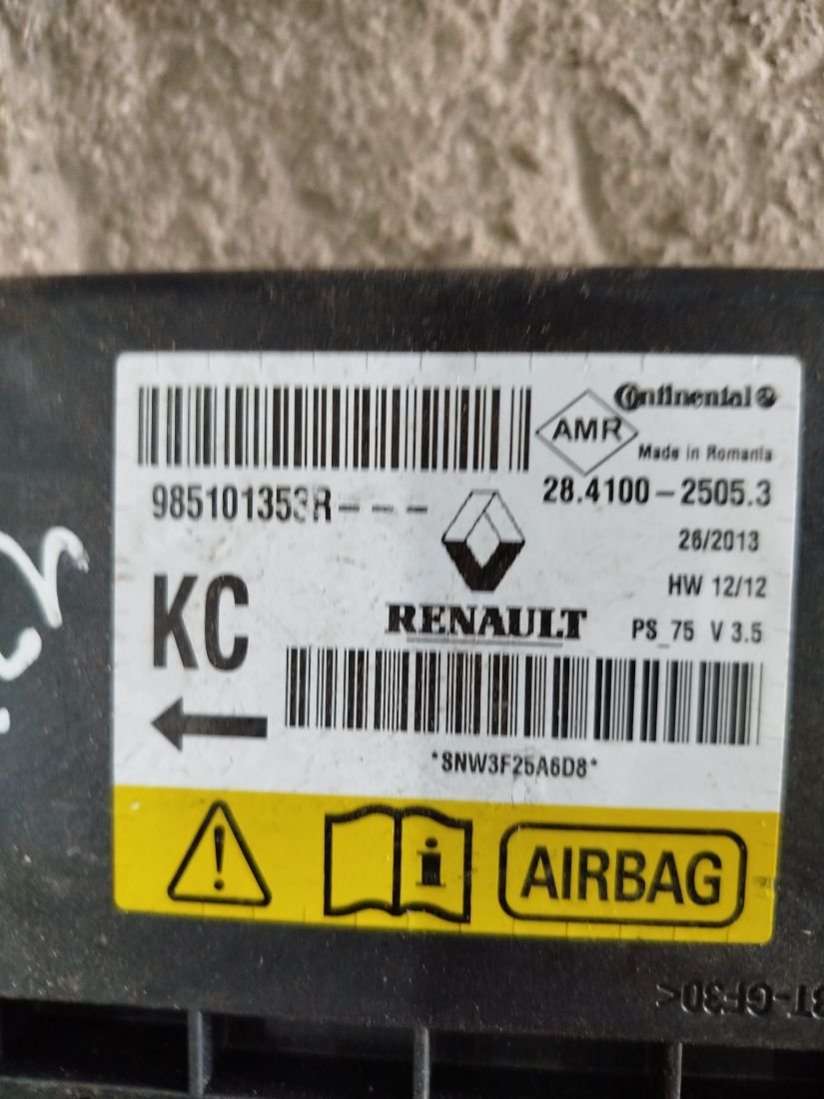 Continental
AMR
Made in Romania
985101353R---
28.4100-2505.3
26/2013
KC
HW 12/12
RENAULT
PS_75 V 3.5
*SNW3F25A6D8*
AIRBAG